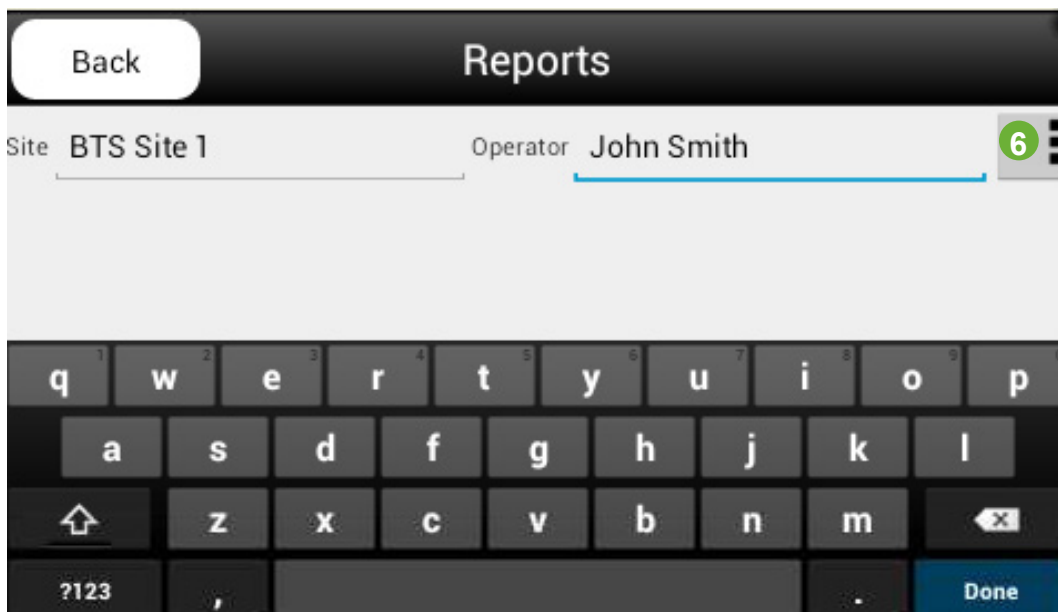 Back Reports
Site BTS Site 1 Operator John Smith 6
1 2 3 4 5 6 7 8 9
q w e r t y u i o p
a s d f g h j k l
z x c v b n m
?123 , . Done